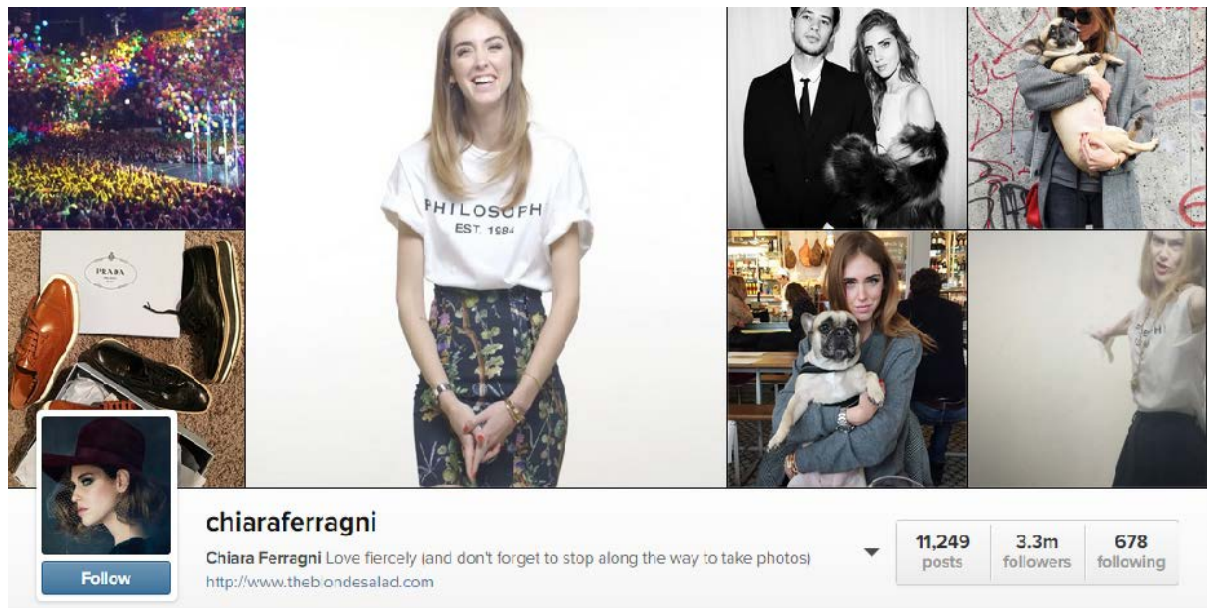 PHILOSOFH
EST. 1984
PRADA
chiaraferragni
Chiara Ferragni Love fiercely (and don't forget to stop along the way to take photos)
http://www.theblondesalad.com
Follow
11,249
posts
3.3m
followers
678
following